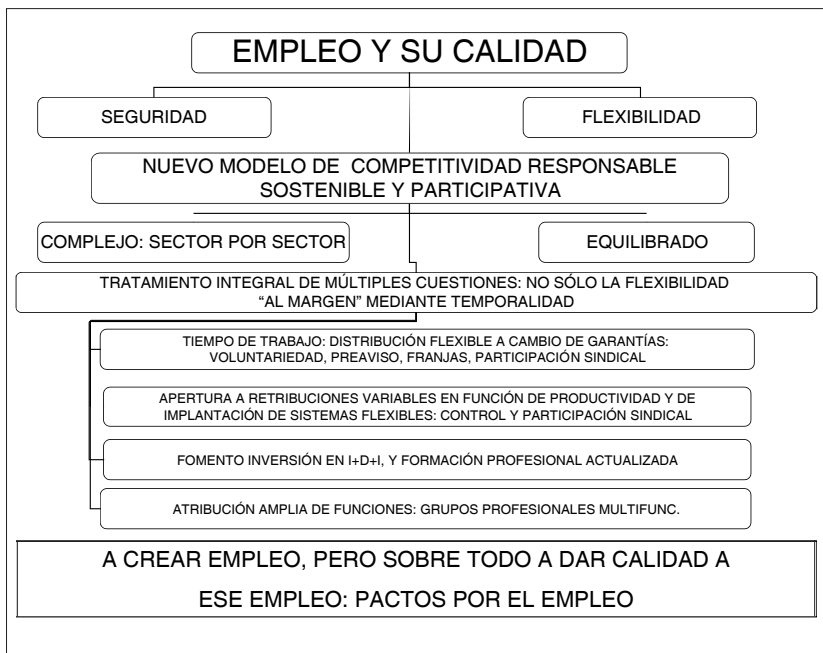 EMPLEO Y SU CALIDAD
SEGURIDAD
FLEXIBILIDAD
NUEVO MODELO DE COMPETITIVIDAD RESPONSABLE
SOSTENIBLE Y PARTICIPATIVA
COMPLEJO: SECTOR POR SECTOR
EQUILIBRADO
TRATAMIENTO INTEGRAL DE MÚLTIPLES CUESTIONES: NO SÓLO LA FLEXIBILIDAD
“AL MARGEN” MEDIANTE TEMPORALIDAD
TIEMPO DE TRABAJO: DISTRIBUCIÓN FLEXIBLE A CAMBIO DE GARANTÍAS:
VOLUNTARIEDAD, PREAVISO, FRANJAS, PARTICIPACIÓN SINDICAL
APERTURA A RETRIBUCIONES VARIABLES EN FUNCIÓN DE PRODUCTIVIDAD Y DE
IMPLANTACIÓN DE SISTEMAS FLEXIBLES: CONTROL Y PARTICIPACIÓN SINDICAL
FOMENTO INVERSIÓN EN I+D+I, Y FORMACIÓN PROFESIONAL ACTUALIZADA
ATRIBUCIÓN AMPLIA DE FUNCIONES: GRUPOS PROFESIONALES MULTIFUNC.
A CREAR EMPLEO, PERO SOBRE TODO A DAR CALIDAD A
ESE EMPLEO: PACTOS POR EL EMPLEO